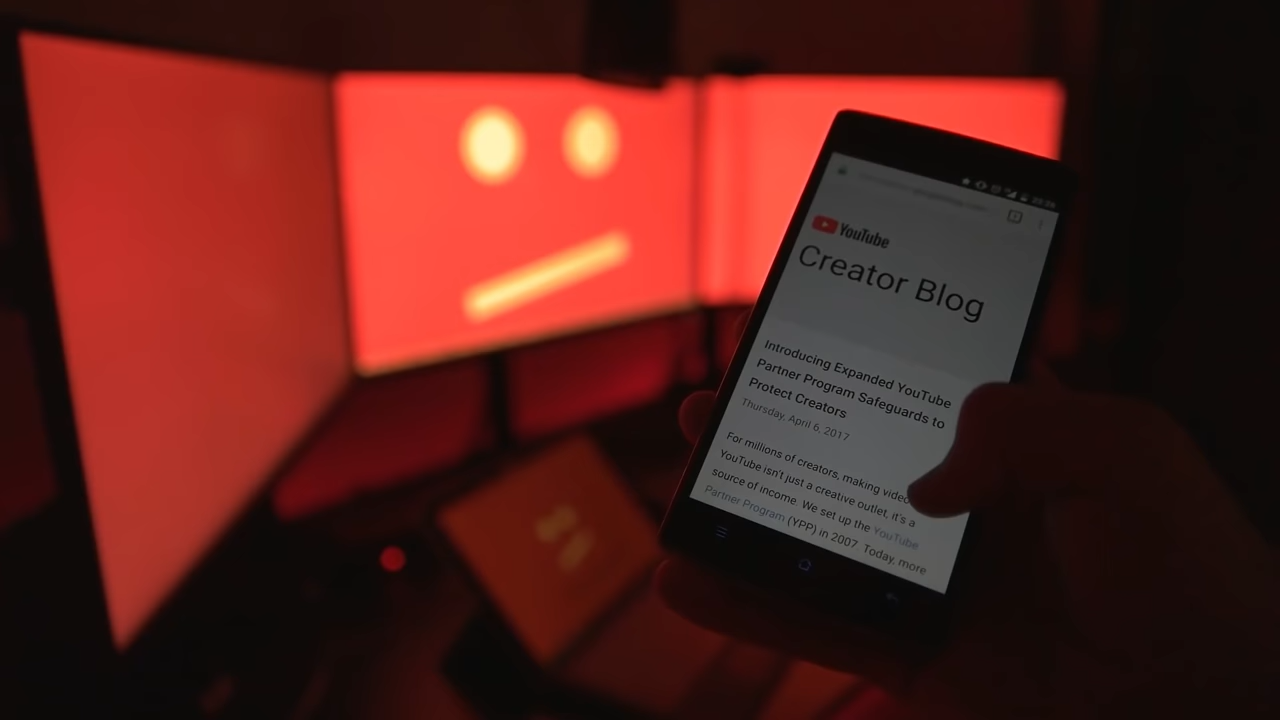 YouTube
Creator Blog
Introducing Expanded YouTube
Partner Program Safeguards to
Protect Creators
Thursday, April 6, 2017
For millions of creators, making
YouTube isn't just a creative outlet, it's a
source of income. We set up the YouTube
Partner Program (YPP) in 2007. Today, more